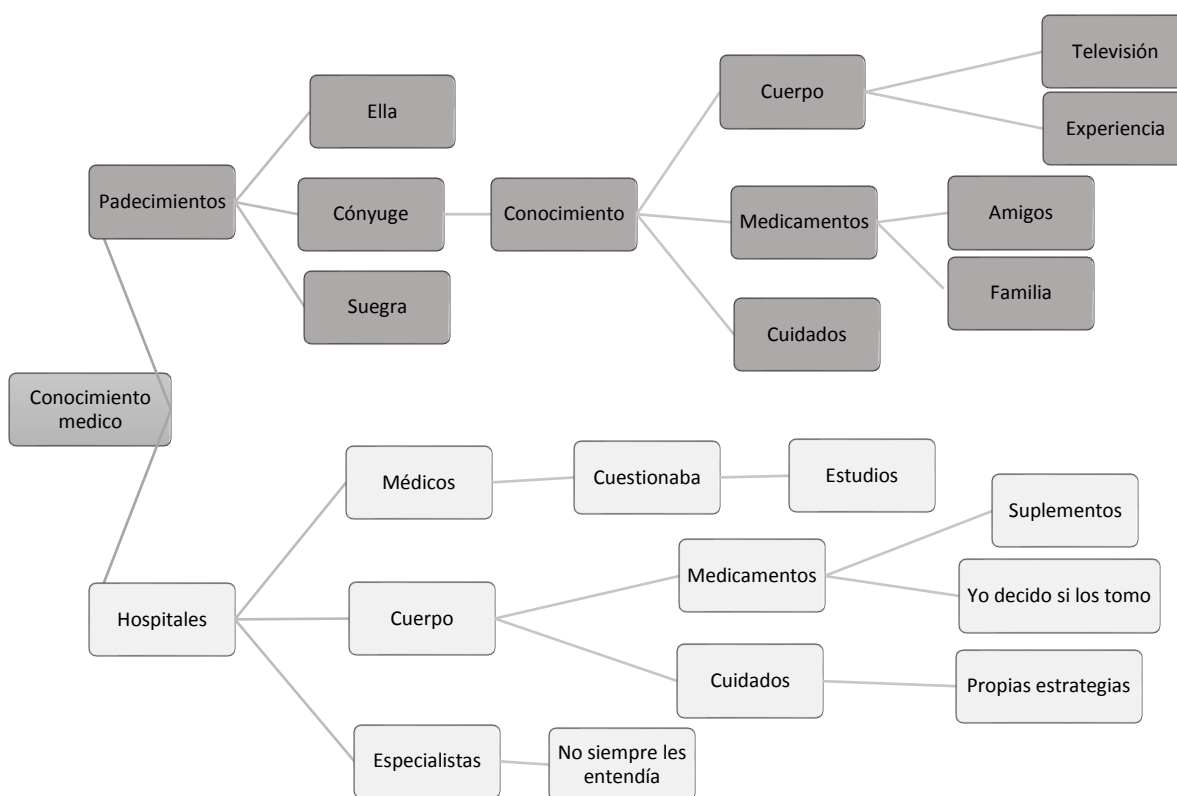 Televisión
Cuerpo
Ella
Experiencia
Padecimientos
Cónyuge
Conocimiento
Medicamentos
Amigos
Familia
Suegra
Cuidados
Conocimiento
medico
Médicos
Cuestionaba
Estudios
Suplementos
Medicamentos
Yo decido si los tomo
Hospitales
Cuerpo
Cuidados
Propias estrategias
Especialistas
No siempre les
entendía